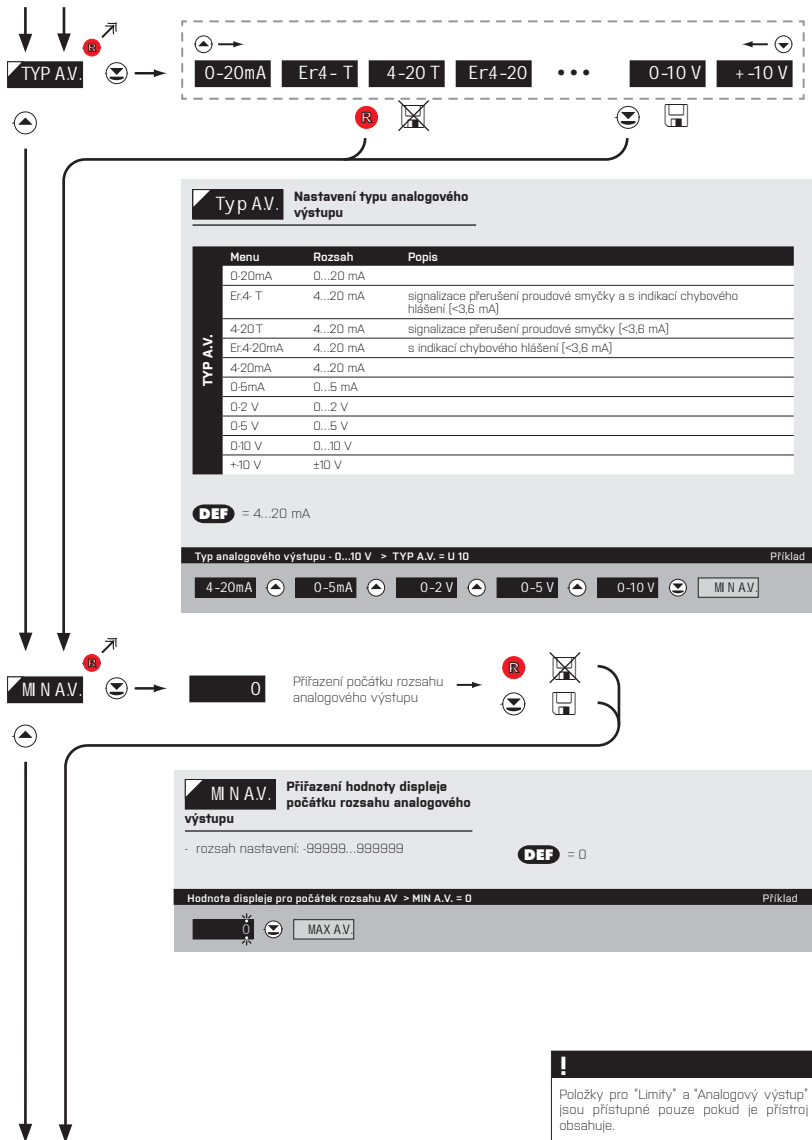 R
TYP A.V.
0-20mA Er4- T 4-20 T Er4-20 ••• 0-10 V + -10 V
R
Typ A.V. Nastavení typu analogového
výstupu
Menu Rozsah Popis
TYP A.V.
0-20mA 0...20 mA
Er.4- T 4...20 mA signalizace přerušení proudové smyčky a s indikací chybového
hlášení (<3,6 mA)
4-20 T 4...20 mA signalizace přerušení proudové smyčky (<3,6 mA)
Er.4-20mA 4...20 mA s indikací chybového hlášení (<3,6 mA)
4-20mA 4...20 mA
0-5mA 0...5 mA
0-2 V 0...2 V
0-5 V 0...5 V
0-10 V 0...10 V
+-10 V ±10 V
DEF = 4...20 mA
Typ analogového výstupu - 0...10 V > TYP A.V. = U 10 Příklad
4-20mA 0-5mA 0-2 V 0-5 V 0-10 V MIN A.V.
R
MIN A.V. 0 Přiřazení počátku rozsahu
analogového výstupu
R
MIN A.V. Přiřazení hodnoty displeje
počátku rozsahu analogového
výstupu
- rozsah nastavení: -99999...999999
DEF = 0
Hodnota displeje pro počátek rozsahu AV > MIN A.V. = 0 Příklad
0 MAX A.V.
!
Položky pro "Limity" a "Analogový výstup"
jsou přístupné pouze pokud je přístroj
obsahuje.